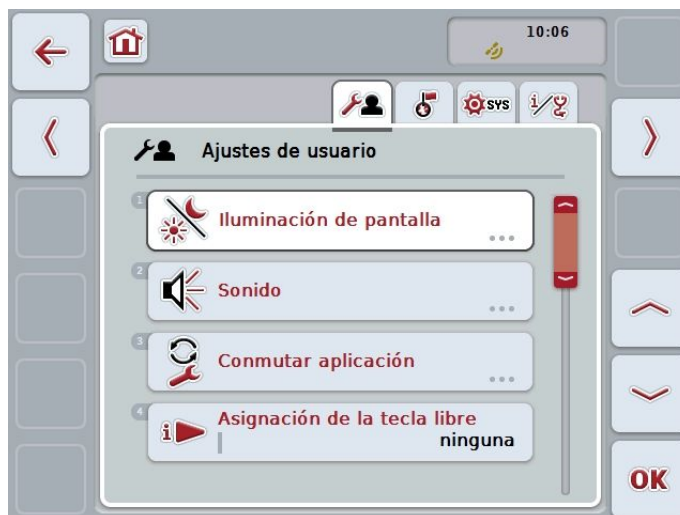 10:06
SYS
i/
Ajustes de usuario
1
Iluminación de pantalla
...
2
Sonido
...
3
Conmutar aplicación
...
4
i
Asignación de la tecla libre
ninguna
OK